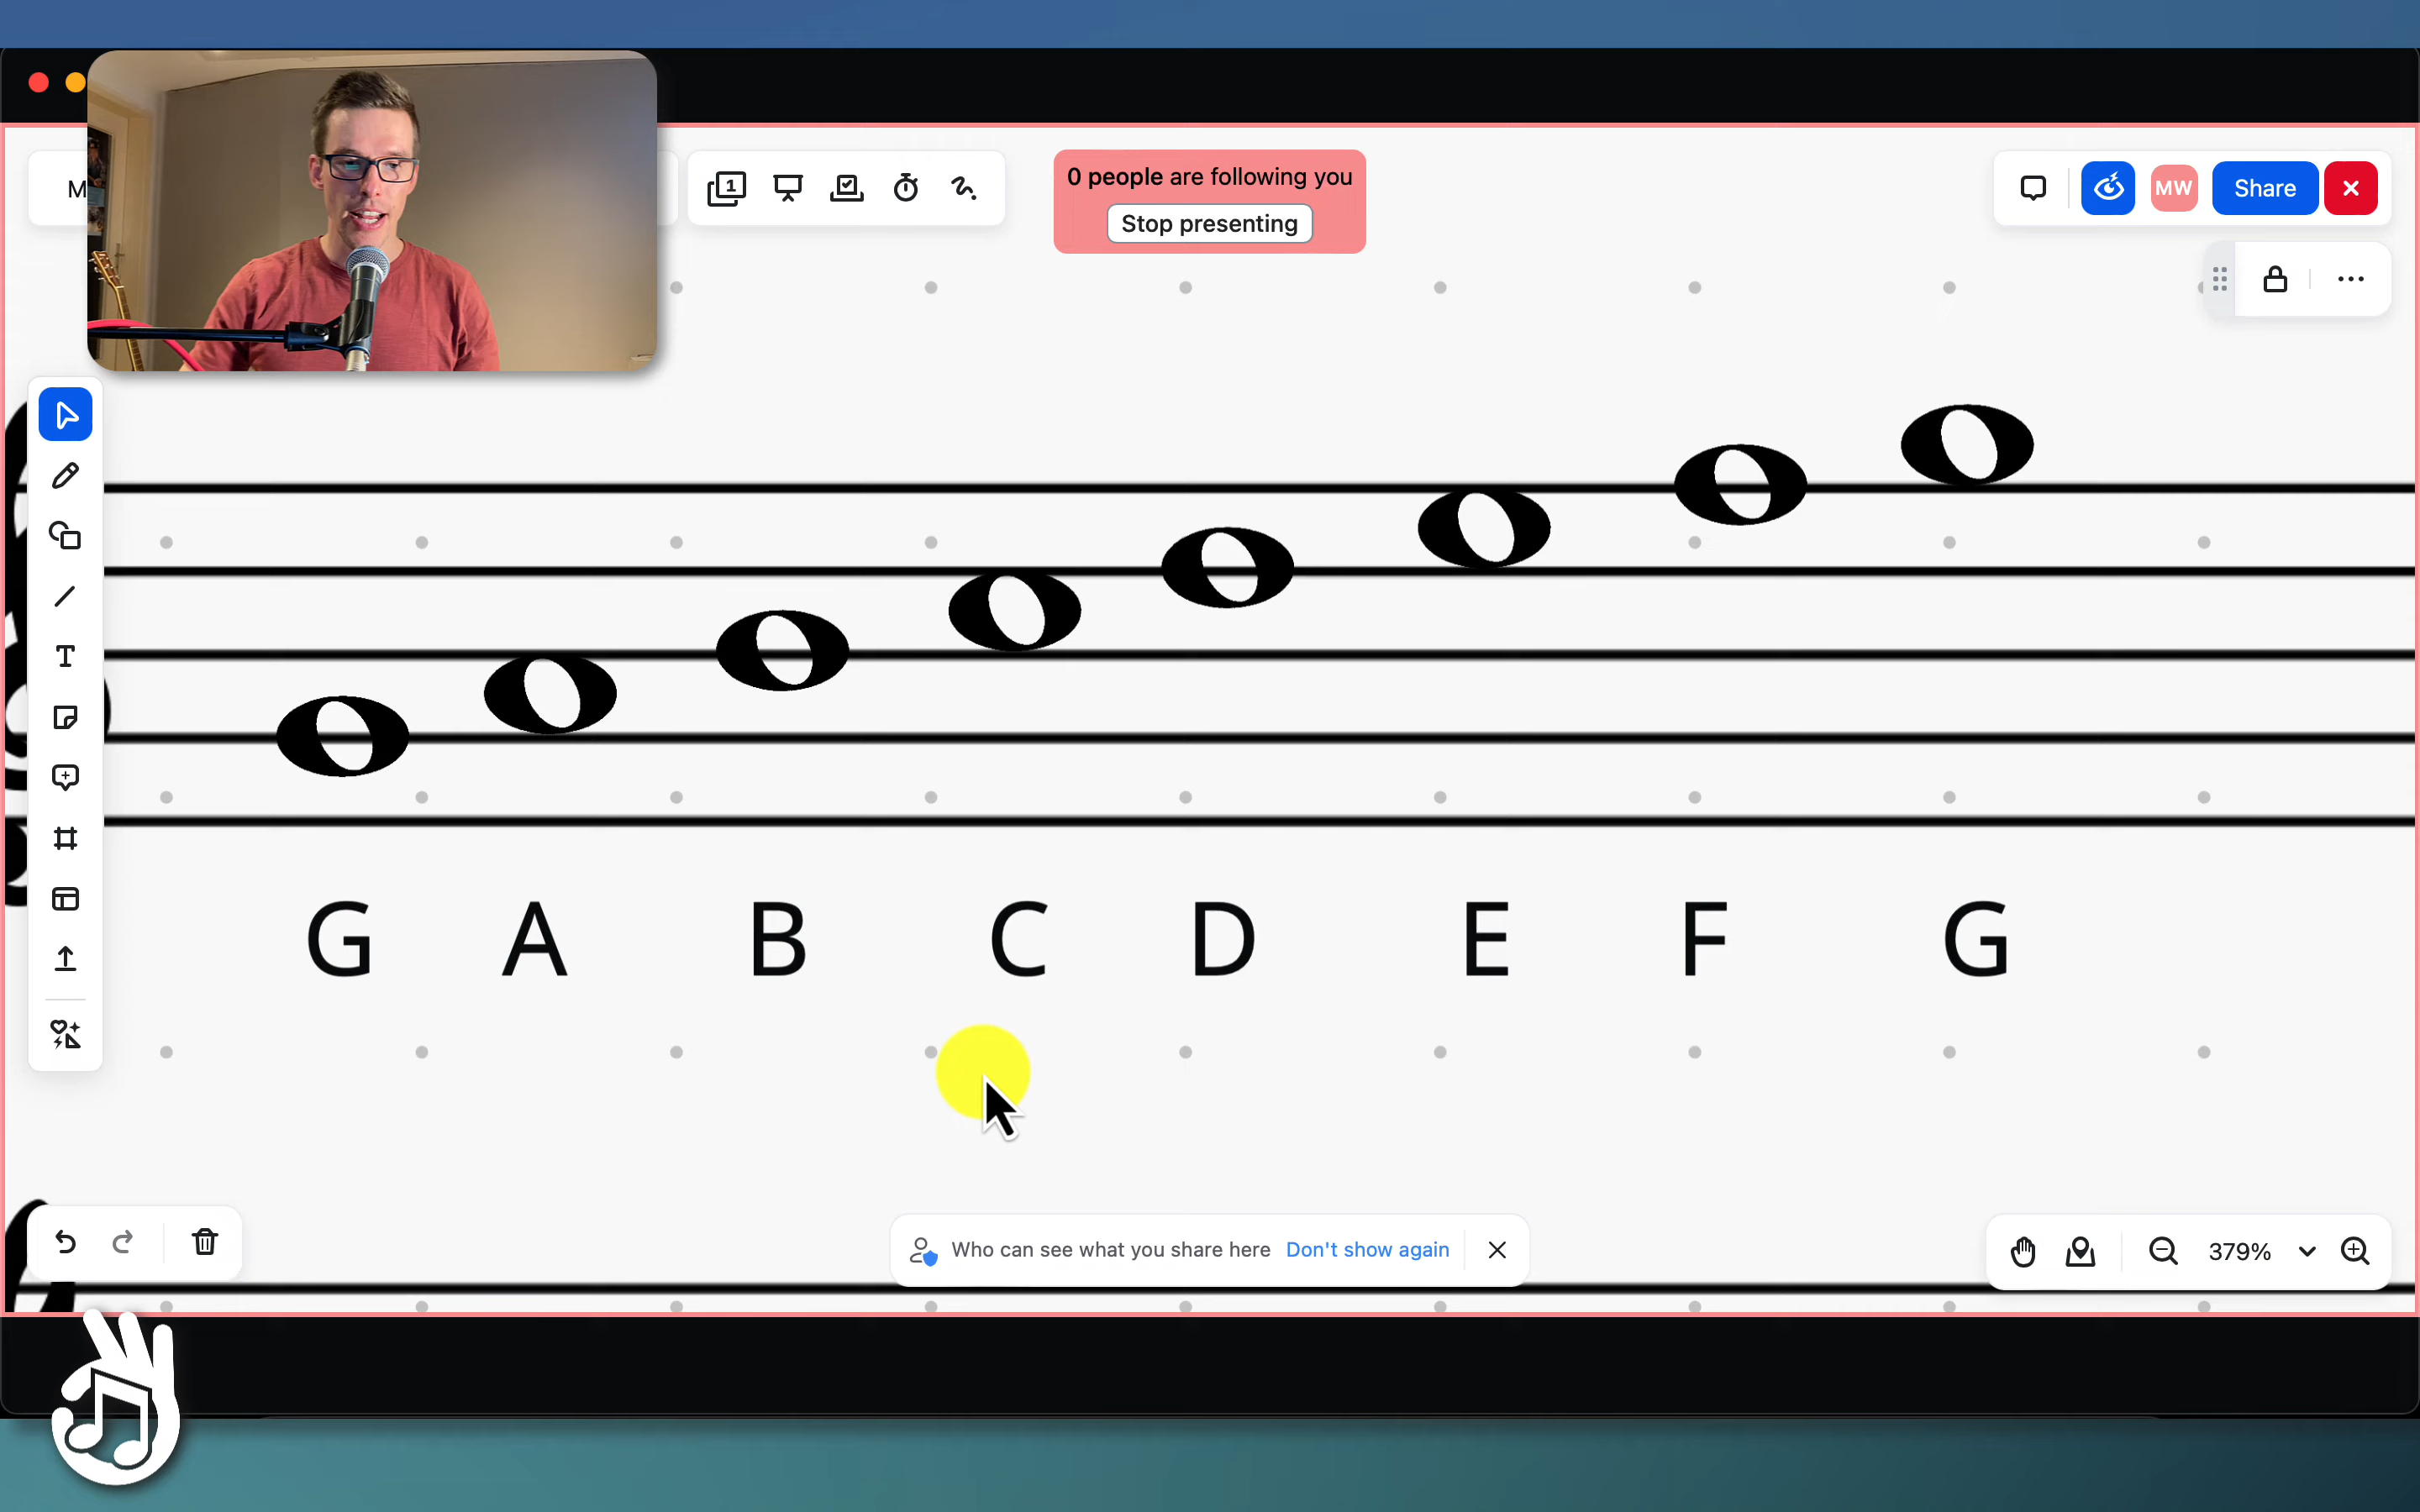 M
1
0 people are following you
Stop presenting
MW
Share
G A B C D E F G
Who can see what you share here Don't show again
379%